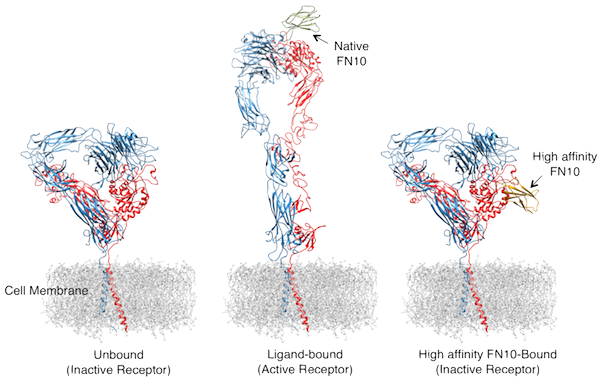 Native
FN10
High affinity
FN10
Cell Membrane
Unbound
(Inactive Receptor)
Ligand-bound
(Active Receptor)
High affinity FN10-Bound
(Inactive Receptor)